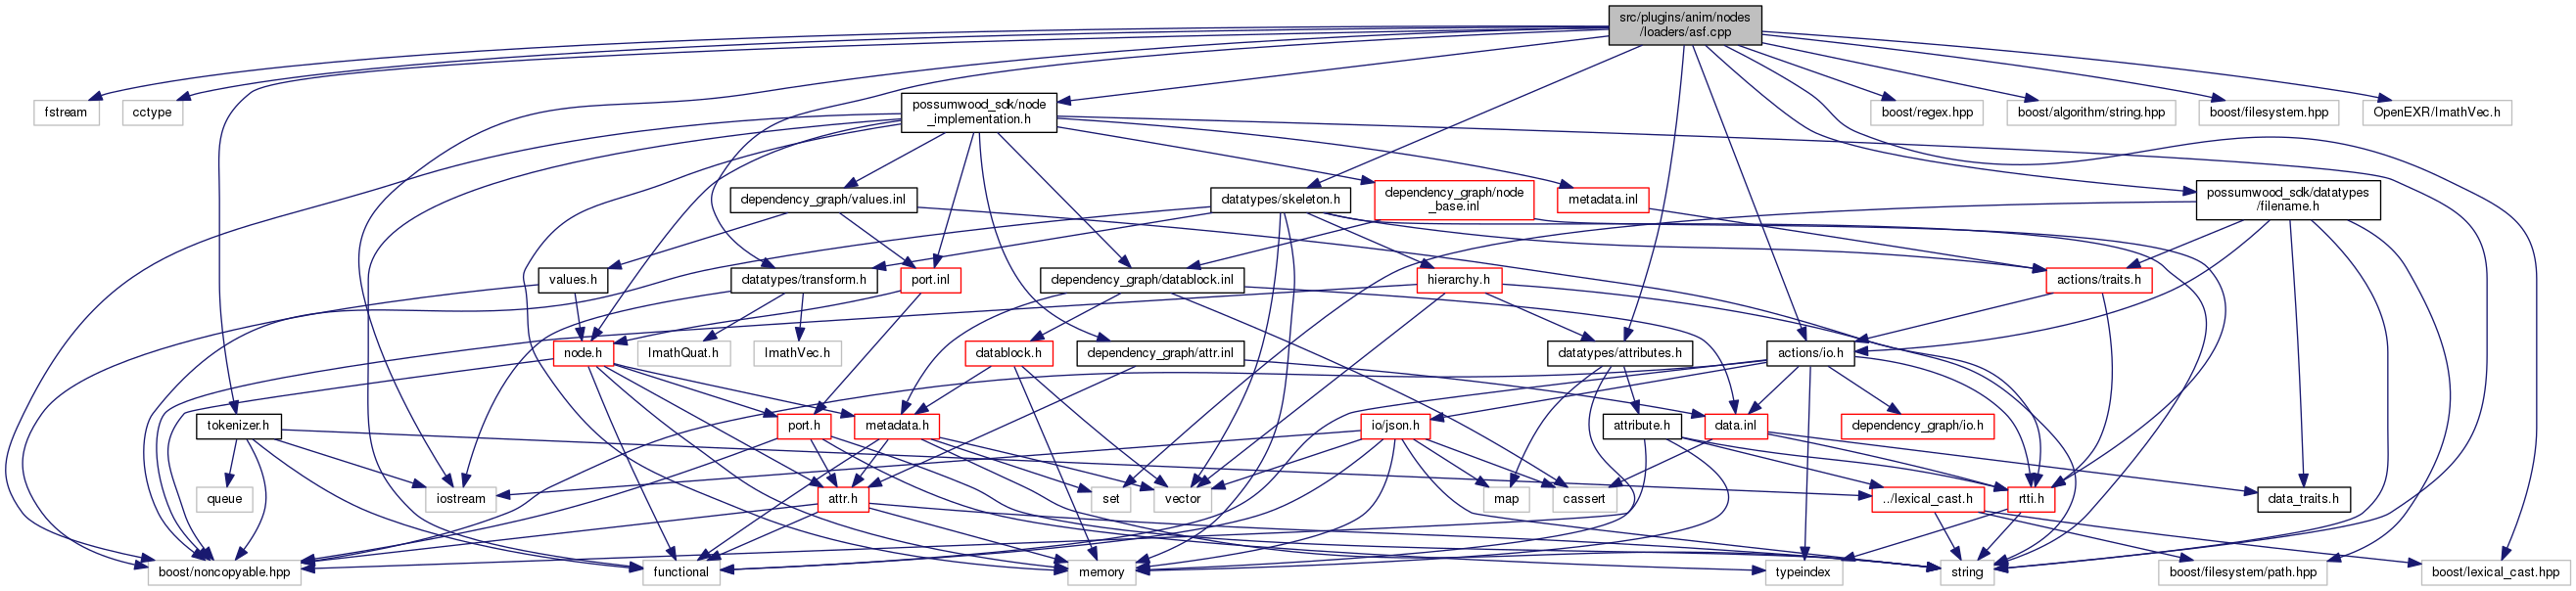 src/plugins/anim/nodes
/loaders/asf.cpp
fstream
cctype
possumwood_sdk/node
_implementation.h
boost/regex.hpp
boost/algorithm/string.hpp
boost/filesystem.hpp
OpenEXR/ImathVec.h
dependency_graph/values.inl
datatypes/skeleton.h
dependency_graph/node
_base.inl
metadata.inl
possumwood_sdk/datatypes
/filename.h
values.h
datatypes/transform.h
port.inl
dependency_graph/datablock.inl
hierarchy.h
actions/traits.h
node.h
ImathQuat.h
ImathVec.h
datablock.h
dependency_graph/attr.inl
datatypes/attributes.h
actions/io.h
tokenizer.h
port.h
metadata.h
io/json.h
attribute.h
data.inl
dependency_graph/io.h
queue
iostream
attr.h
set
vector
map
cassert
../lexical_cast.h
rtti.h
data_traits.h
boost/noncopyable.hpp
functional
memory
typeindex
string
boost/filesystem/path.hpp
boost/lexical_cast.hpp